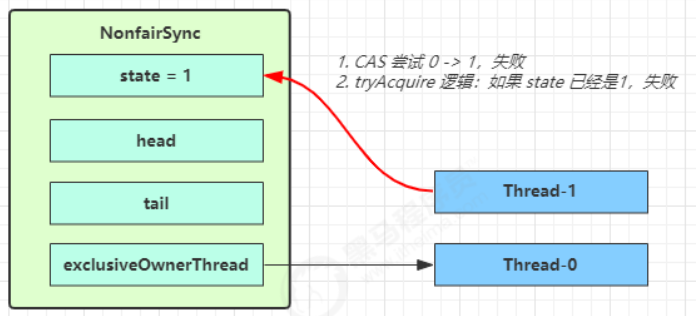 NonfairSync
state = 1
head
tail
exclusiveOwnerThread
1. CAS 尝试 0 -> 1，失败
2. tryAcquire 逻辑：如果 state 已经是1，失败
Thread-1
Thread-0